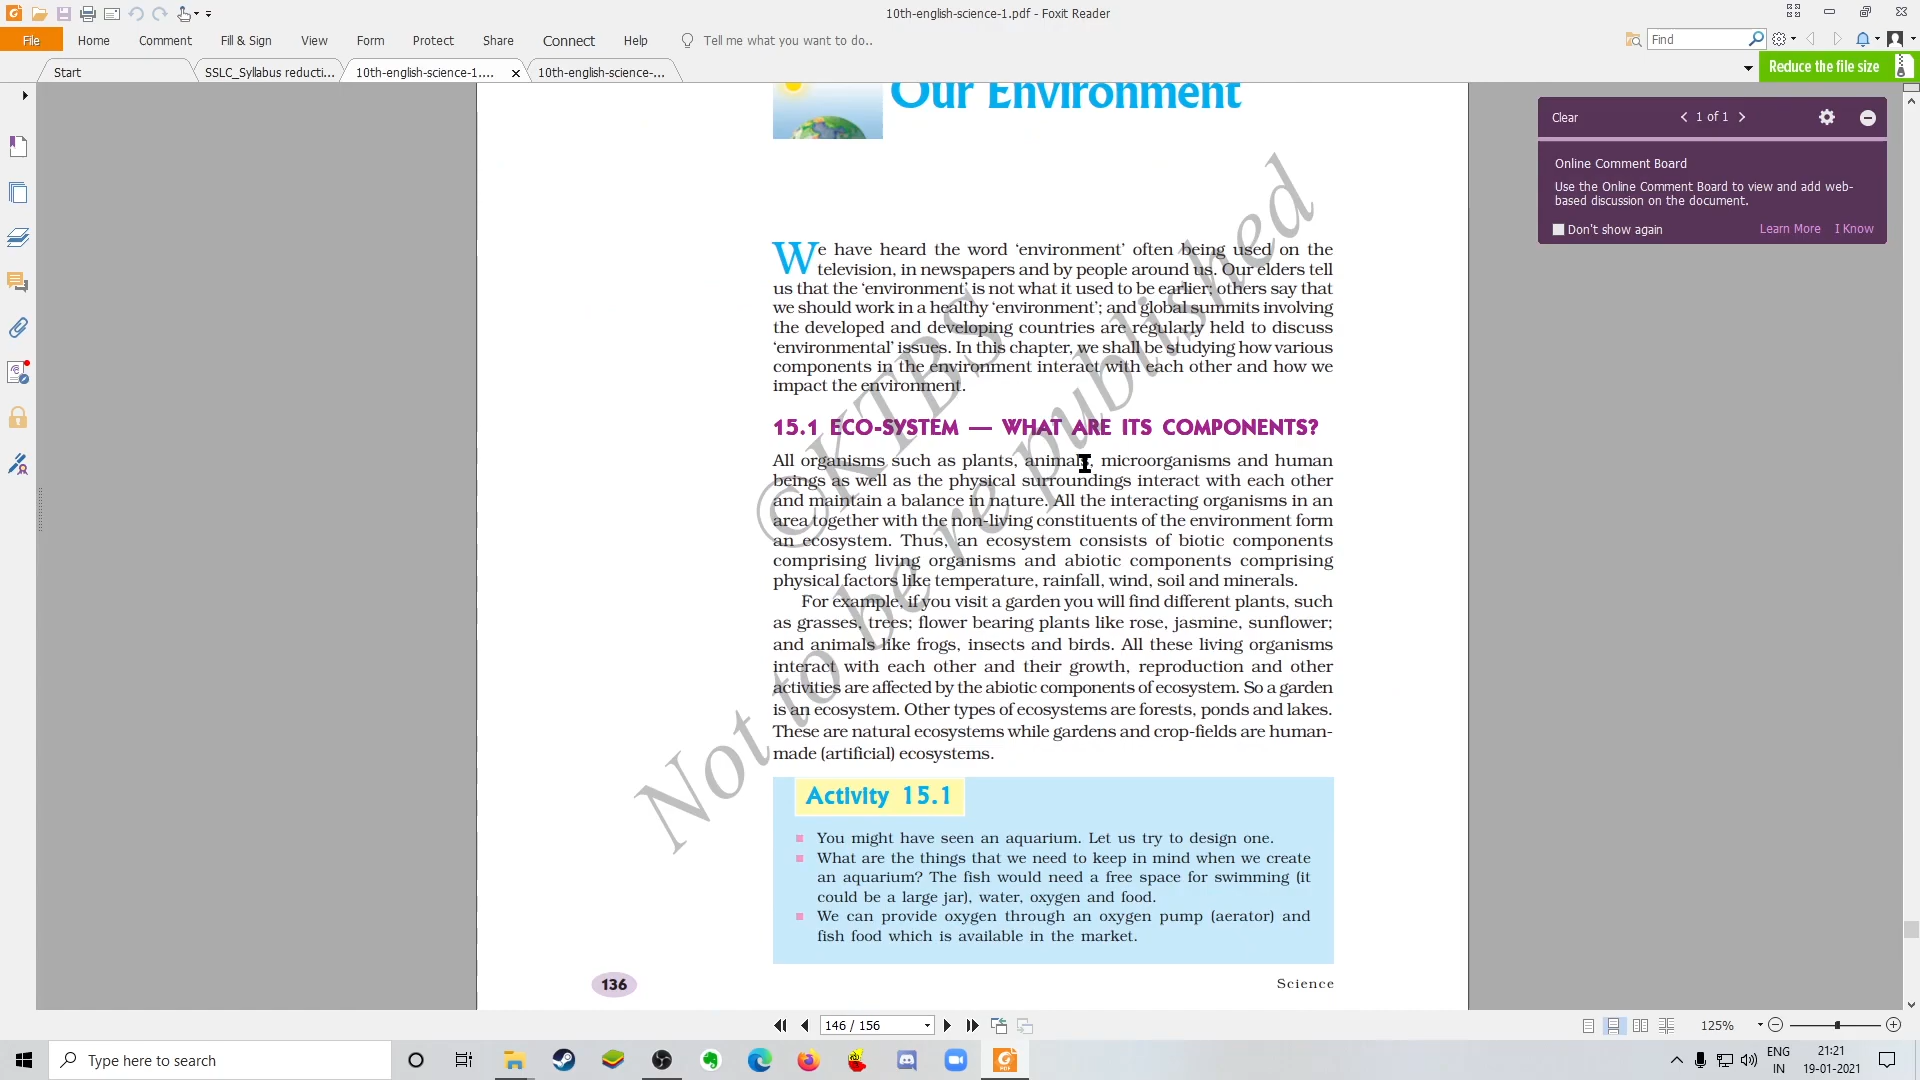 10th-english-science-1.pdf - Foxit Reader
File Home Comment Fill & Sign View Form Protect Share Connect Help Tell me what you want to do.. Find
Start SSLC_Syllabus reducti... 10th-english-science-1.... 10th-english-science-... Reduce the file size
Our Environment
Clear 1 of 1
Online Comment Board
Use the Online Comment Board to view and add web-
based discussion on the document.
Don't show again Learn More I Know
We have heard the word ‘environment’ often being used on the
television, in newspapers and by people around us. Our elders tell
us that the ‘environment’ is not what it used to be earlier; others say that
we should work in a healthy ‘environment’; and global summits involving
the developed and developing countries are regularly held to discuss
‘environmental’ issues. In this chapter, we shall be studying how various
components in the environment interact with each other and how we
impact the environment.
15.1 ECO-SYSTEM — WHAT ARE ITS COMPONENTS?
All organisms such as plants, animals, microorganisms and human
beings as well as the physical surroundings interact with each other
and maintain a balance in nature. All the interacting organisms in an
area together with the non-living constituents of the environment form
an ecosystem. Thus, an ecosystem consists of biotic components
comprising living organisms and abiotic components comprising
physical factors like temperature, rainfall, wind, soil and minerals.
For example, if you visit a garden you will find different plants, such
as grasses, trees; flower bearing plants like rose, jasmine, sunflower;
and animals like frogs, insects and birds. All these living organisms
interact with each other and their growth, reproduction and other
activities are affected by the abiotic components of ecosystem. So a garden
is an ecosystem. Other types of ecosystems are forests, ponds and lakes.
These are natural ecosystems while gardens and crop-fields are human-
made (artificial) ecosystems.
©KTBS
Not to be re published
Activity 15.1
You might have seen an aquarium. Let us try to design one.
What are the things that we need to keep in mind when we create
an aquarium? The fish would need a free space for swimming (it
could be a large jar), water, oxygen and food.
We can provide oxygen through an oxygen pump (aerator) and
fish food which is available in the market.
136 Science
146 / 156 125%
Type here to search ENG 21:21
IN 19-01-2021